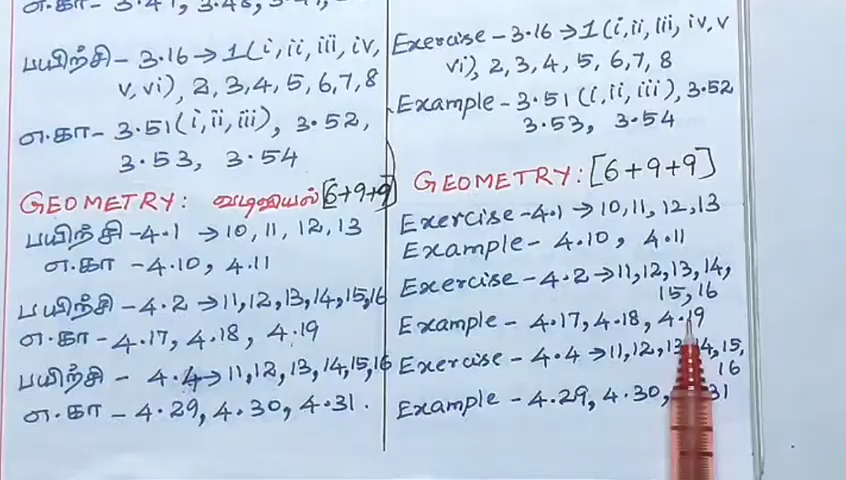 எ.கா- 3.47, 3.48,
பயிற்சி - 3.16→1(i, ii, iii, iv,
v, vi), 2, 3, 4, 5, 6, 7, 8
எ.கா- 3.51(i, ii, iii), 3.52,
3.53, 3.54
GEOMETRY: வடிவியல் [6+9+9]
பயிற்சி -4.1 →10, 11, 12, 13
எ.கா -4.10, 4.11
பயிற்சி - 4.2 →11,12,13,14,15,16
எ.கா - 4.17, 4.18, 4.19
பயிற்சி - 4.4→11,12,13,14,15,16
எ.கா - 4.29, 4.30, 4.31.
Exercise - 3.16→1(i,ii, iii, iv, v
vi), 2, 3, 4, 5, 6, 7, 8
Example - 3.51(i, ii, iii), 3.52
3.53, 3.54
GEOMETRY: [6+9+9]
Exercise -4.1 →10, 11, 12, 13
Example - 4.10, 4.11
Exercise - 4.2→11,12, 13, 14,
15, 16
Example - 4.17, 4.18, 4.19
Exercise - 4.4 →11, 12, 13, 14, 15,
16
Example - 4.29, 4.30, 31